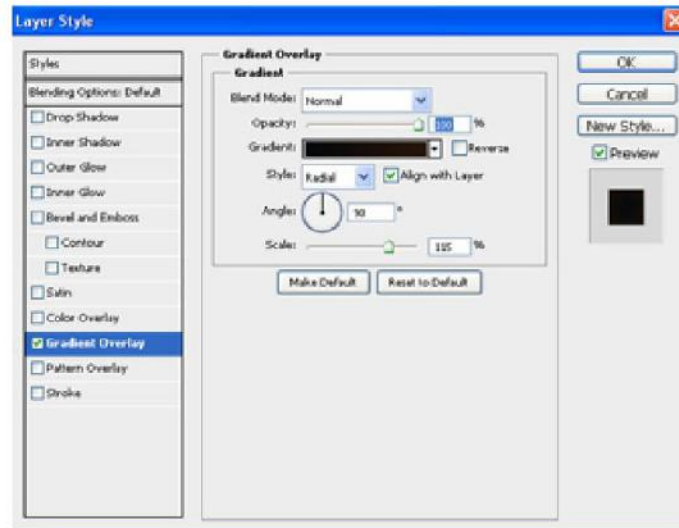 Layer Style
Styles
Blending Options: Default
Drop Shadow
Inner Shadow
Outer Glow
Inner Glow
Bevel and Emboss
Contour
Texture
Satin
Color Overlay
Gradient Overlay
Pattern Overlay
Stroke
Gradient Overlay
Gradient
Blend Mode: Normal
Opacity: 100 %
Gradient: Reverse
Style: Radial Align with Layer
Angle: 90 °
Scale: 115 %
Make Default Reset to Default
OK
Cancel
New Style...
Preview